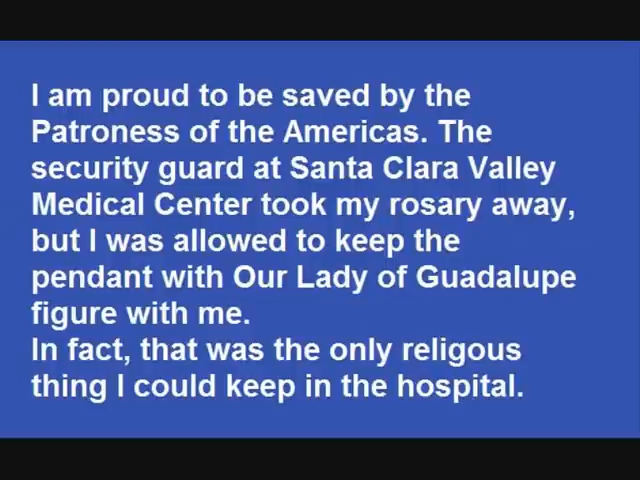 I am proud to be saved by the
Patroness of the Americas. The
security guard at Santa Clara Valley
Medical Center took my rosary away,
but I was allowed to keep the
pendant with Our Lady of Guadalupe
figure with me.
In fact, that was the only religous
thing I could keep in the hospital.